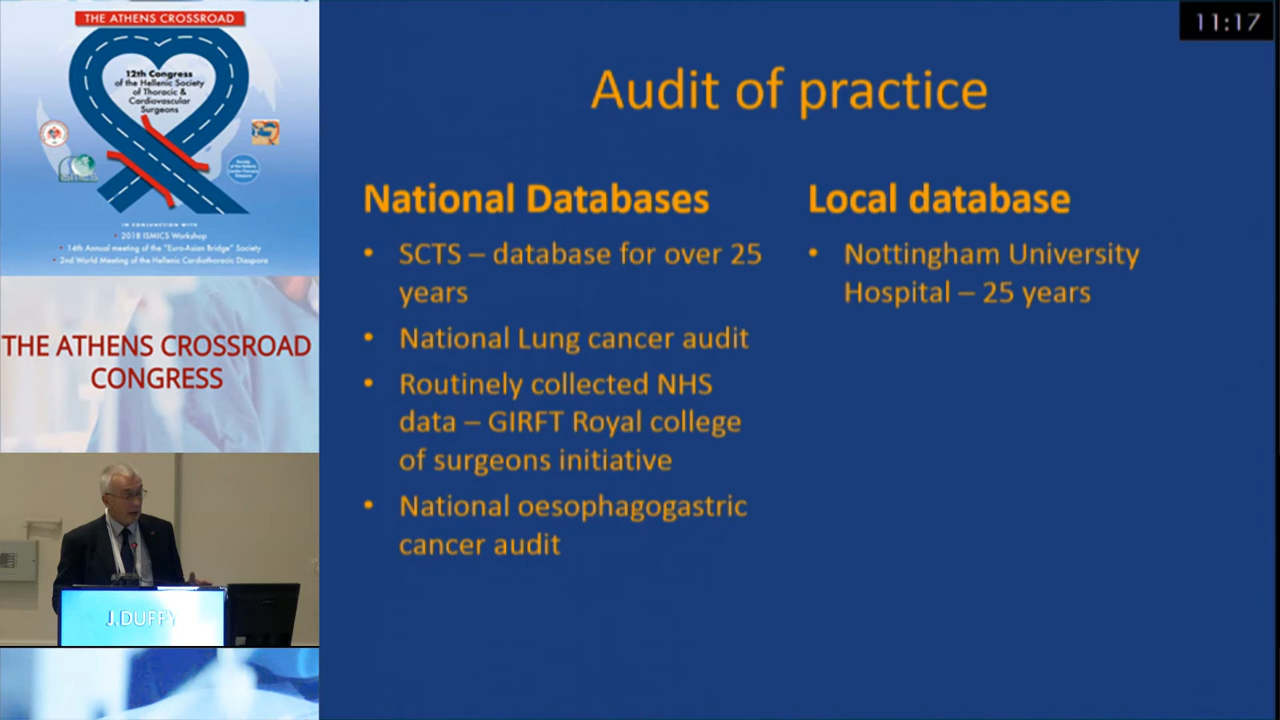 THE ATHENS CROSSROAD
12th Congress
of the Hellenic Society
of Thoracic &
Cardiovascular
Surgeons
IN CONJUNCTION WITH
• 2018 ISMICS Workshop
• 14th Annual meeting of the "Euro-Asian Bridge" Society
• 2nd World Meeting of the Hellenic Cardiothoracic Diaspora
THE ATHENS CROSSROAD
CONGRESS
J.DUFFY
11:17
Audit of practice
National Databases
• SCTS – database for over 25
years
• National Lung cancer audit
• Routinely collected NHS
data – GIRFT Royal college
of surgeons initiative
• National oesophagogastric
cancer audit
Local database
• Nottingham University
Hospital – 25 years